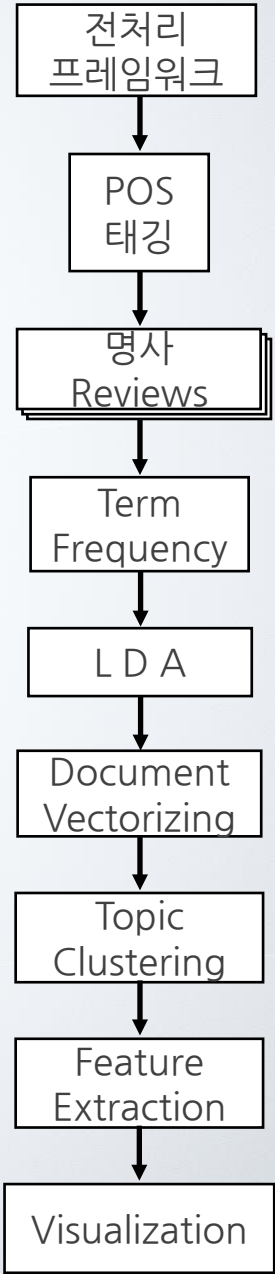 전처리
프레임워크
POS
태깅
명사
Reviews
Term
Frequency
L D A
Document
Vectorizing
Topic
Clustering
Feature
Extraction
Visualization